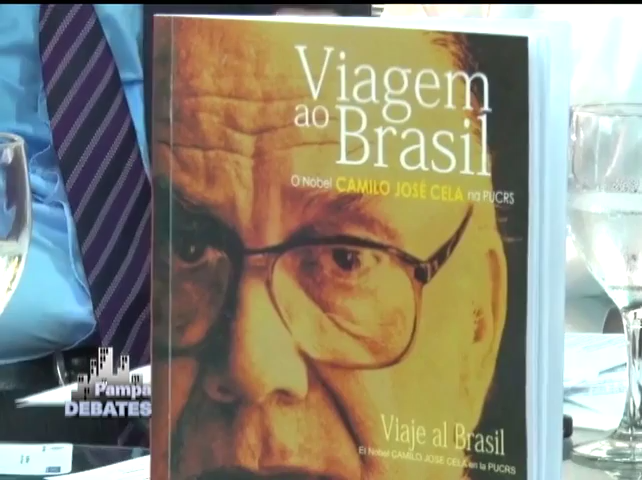 Viagem
ao Brasil
O Nobel CAMILO JOSÉ CELA na PUCRS
Viaje al Brasil
El Nobel CAMILO JOSÉ CELA en la PUCRS
Pampa
DEBATES